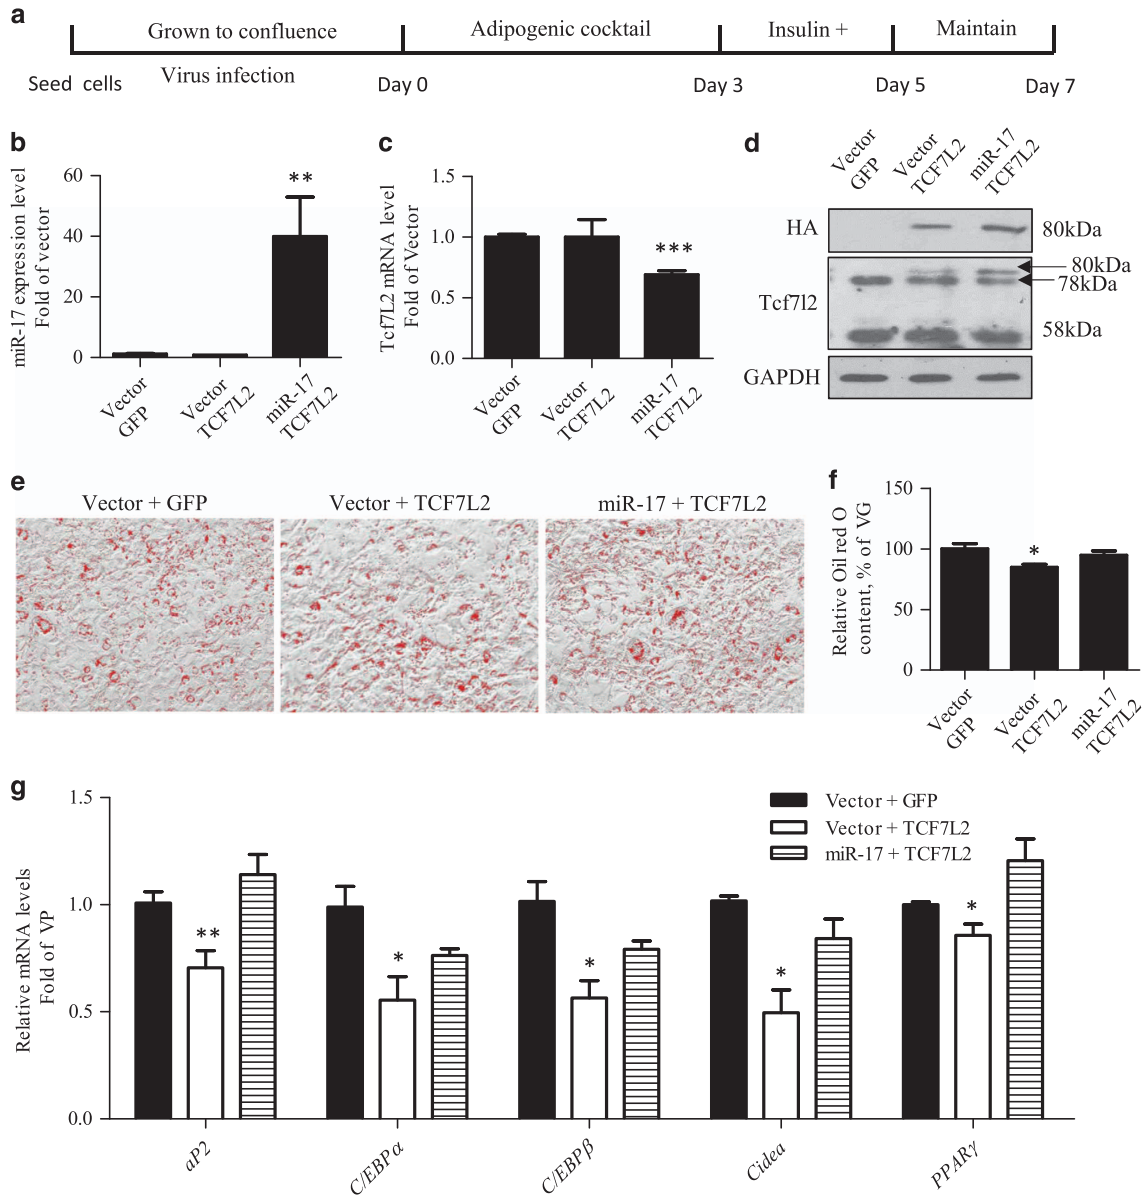 a
Grown to confluence
Adipogenic cocktail
Insulin +
Maintain
Seed cells
Virus infection
Day 0
Day 3
Day 5
Day 7
b
miR-17 expression level
Fold of vector
60
40
20
0
**
Vector
GFP
Vector
TCF7L2
miR-17
TCF7L2
c
Tcf7L2 mRNA level
Fold of Vector
1.5
1.0
0.5
0.0
***
Vector
GFP
Vector
TCF7L2
miR-17
TCF7L2
d
Vector
GFP
Vector
TCF7L2
miR-17
TCF7L2
HA
80kDa
Tcf7l2
80kDa
78kDa
58kDa
GAPDH
e
Vector + GFP
Vector + TCF7L2
miR-17 + TCF7L2
f
Relative Oil red O
content, % of VG
150
100
50
0
*
Vector
GFP
Vector
TCF7L2
miR-17
TCF7L2
g
Relative mRNA levels
Fold of VP
1.5
1.0
0.5
0.0
Vector + GFP
Vector + TCF7L2
miR-17 + TCF7L2
**
*
*
*
*
aP2
C/EBPα
C/EBPβ
Cidea
PPARγ